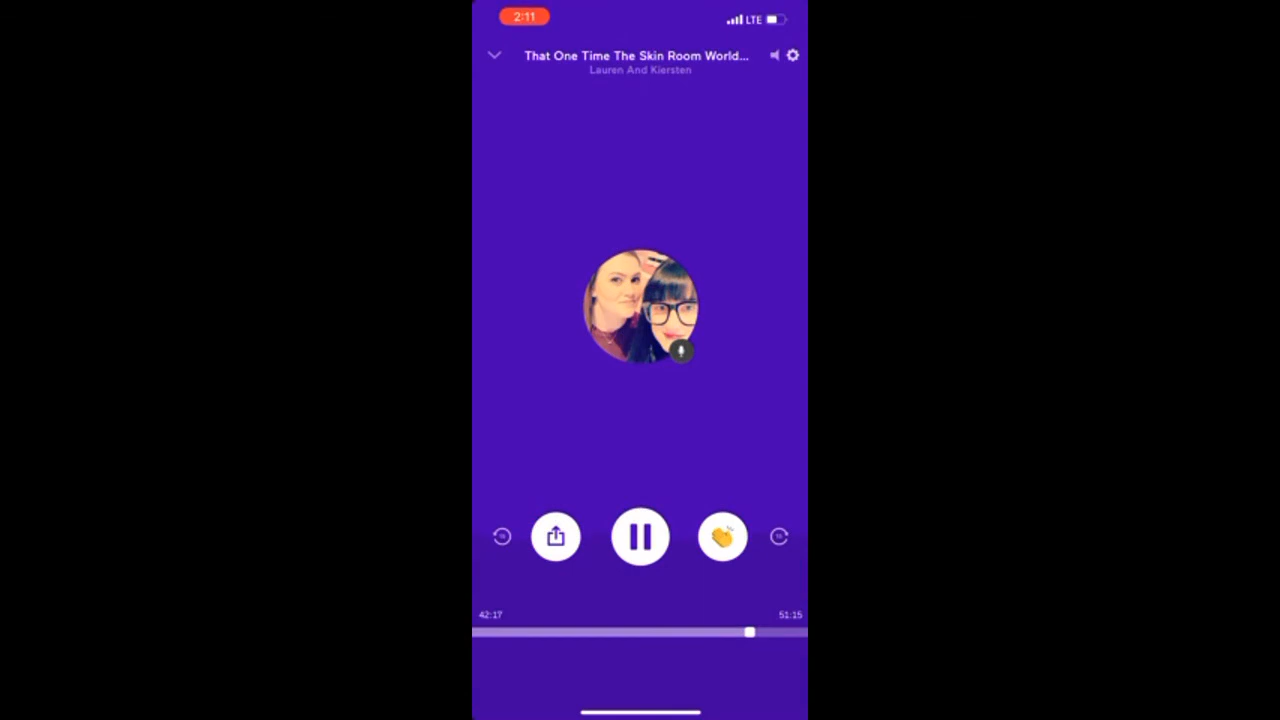 2:11
LTE
That One Time The Skin Room World...
Lauren And Kiersten
42:17
51:15